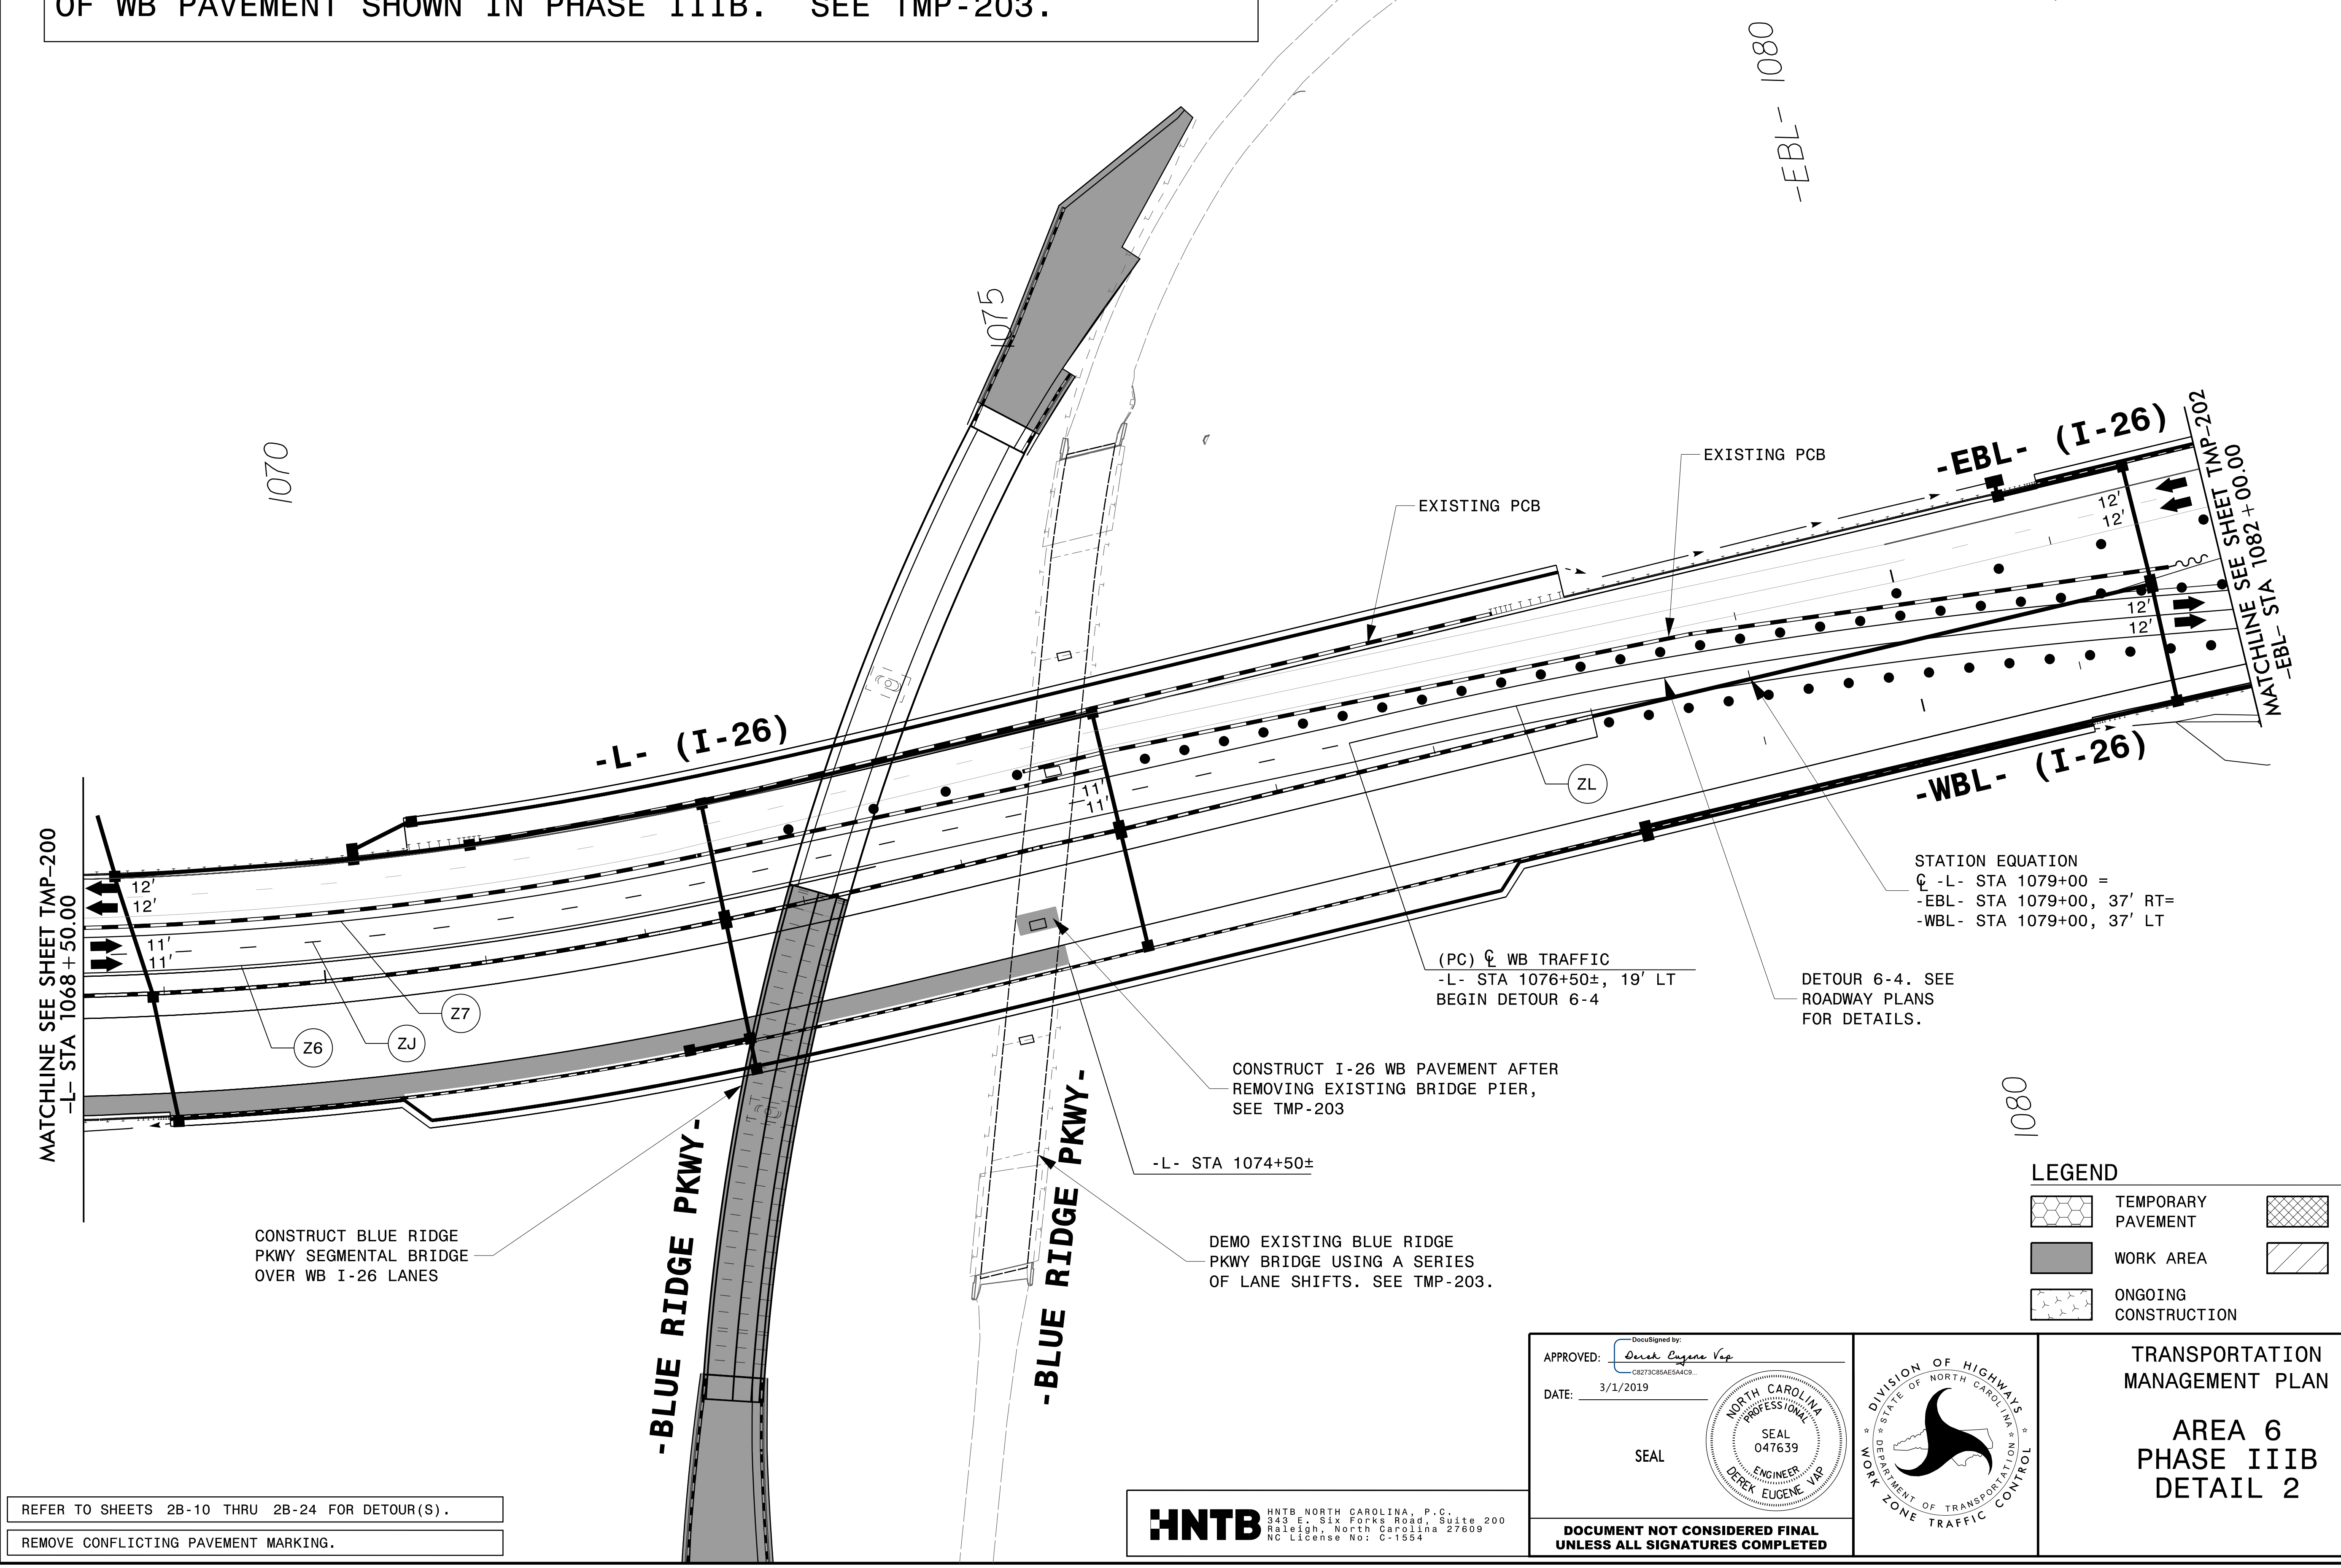 OF WB PAVEMENT SHOWN IN PHASE IIIB. SEE TMP-203.
1080
-EBL-
1075
1070
EXISTING PCB
EXISTING PCB
-EBL- (I-26)
MATCHLINE SEE SHEET TMP-202
-EBL- STA 1082+00.00
12'
12'
12'
12'
-L- (I-26)
11'
11'
ZL
-WBL- (I-26)
MATCHLINE SEE SHEET TMP-200
-L- STA 1068+50.00
12'
12'
11'
11'
Z6
ZJ
Z7
STATION EQUATION
℄ -L- STA 1079+00 =
-EBL- STA 1079+00, 37' RT=
-WBL- STA 1079+00, 37' LT
(PC) ℄ WB TRAFFIC
-L- STA 1076+50±, 19' LT
BEGIN DETOUR 6-4
DETOUR 6-4. SEE
ROADWAY PLANS
FOR DETAILS.
CONSTRUCT I-26 WB PAVEMENT AFTER
REMOVING EXISTING BRIDGE PIER,
SEE TMP-203
-L- STA 1074+50±
1080
-BLUE RIDGE PKWY-
-BLUE RIDGE PKWY-
CONSTRUCT BLUE RIDGE
PKWY SEGMENTAL BRIDGE
OVER WB I-26 LANES
DEMO EXISTING BLUE RIDGE
PKWY BRIDGE USING A SERIES
OF LANE SHIFTS. SEE TMP-203.
LEGEND
TEMPORARY
PAVEMENT
WORK AREA
ONGOING
CONSTRUCTION
REFER TO SHEETS 2B-10 THRU 2B-24 FOR DETOUR(S).
REMOVE CONFLICTING PAVEMENT MARKING.
HNTB
HNTB NORTH CAROLINA, P.C.
343 E. Six Forks Road, Suite 200
Raleigh, North Carolina 27609
NC License No: C-1554
DocuSigned by:
APPROVED: Derek Eugene Vap
C8273C85AE5A4C9...
DATE: 3/1/2019
SEAL
NORTH CAROLINA
PROFESSIONAL
SEAL
047639
ENGINEER
DEREK EUGENE VAP
DOCUMENT NOT CONSIDERED FINAL
UNLESS ALL SIGNATURES COMPLETED
DIVISION OF HIGHWAYS
STATE OF NORTH CAROLINA
DEPARTMENT OF TRANSPORTATION
WORK ZONE TRAFFIC CONTROL
TRANSPORTATION
MANAGEMENT PLAN
AREA 6
PHASE IIIB
DETAIL 2